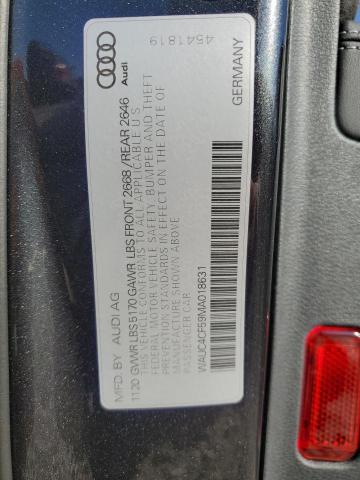 MFD. BY AUDI AG
11 20 GVWR LBS 5170 GAWR LBS FRONT 2668 / REAR 2646
THIS VEHICLE CONFORMS TO ALL APPLICABLE U S
FEDERAL MOTOR VEHICLE SAFETY, BUMPER AND THEFT
PREVENTION STANDARDS IN EFFECT ON THE DATE OF
MANUFACTURE SHOWN ABOVE
PASSENGER CAR
WAUC4CF59MA018631
GERMANY
Audi
4541819